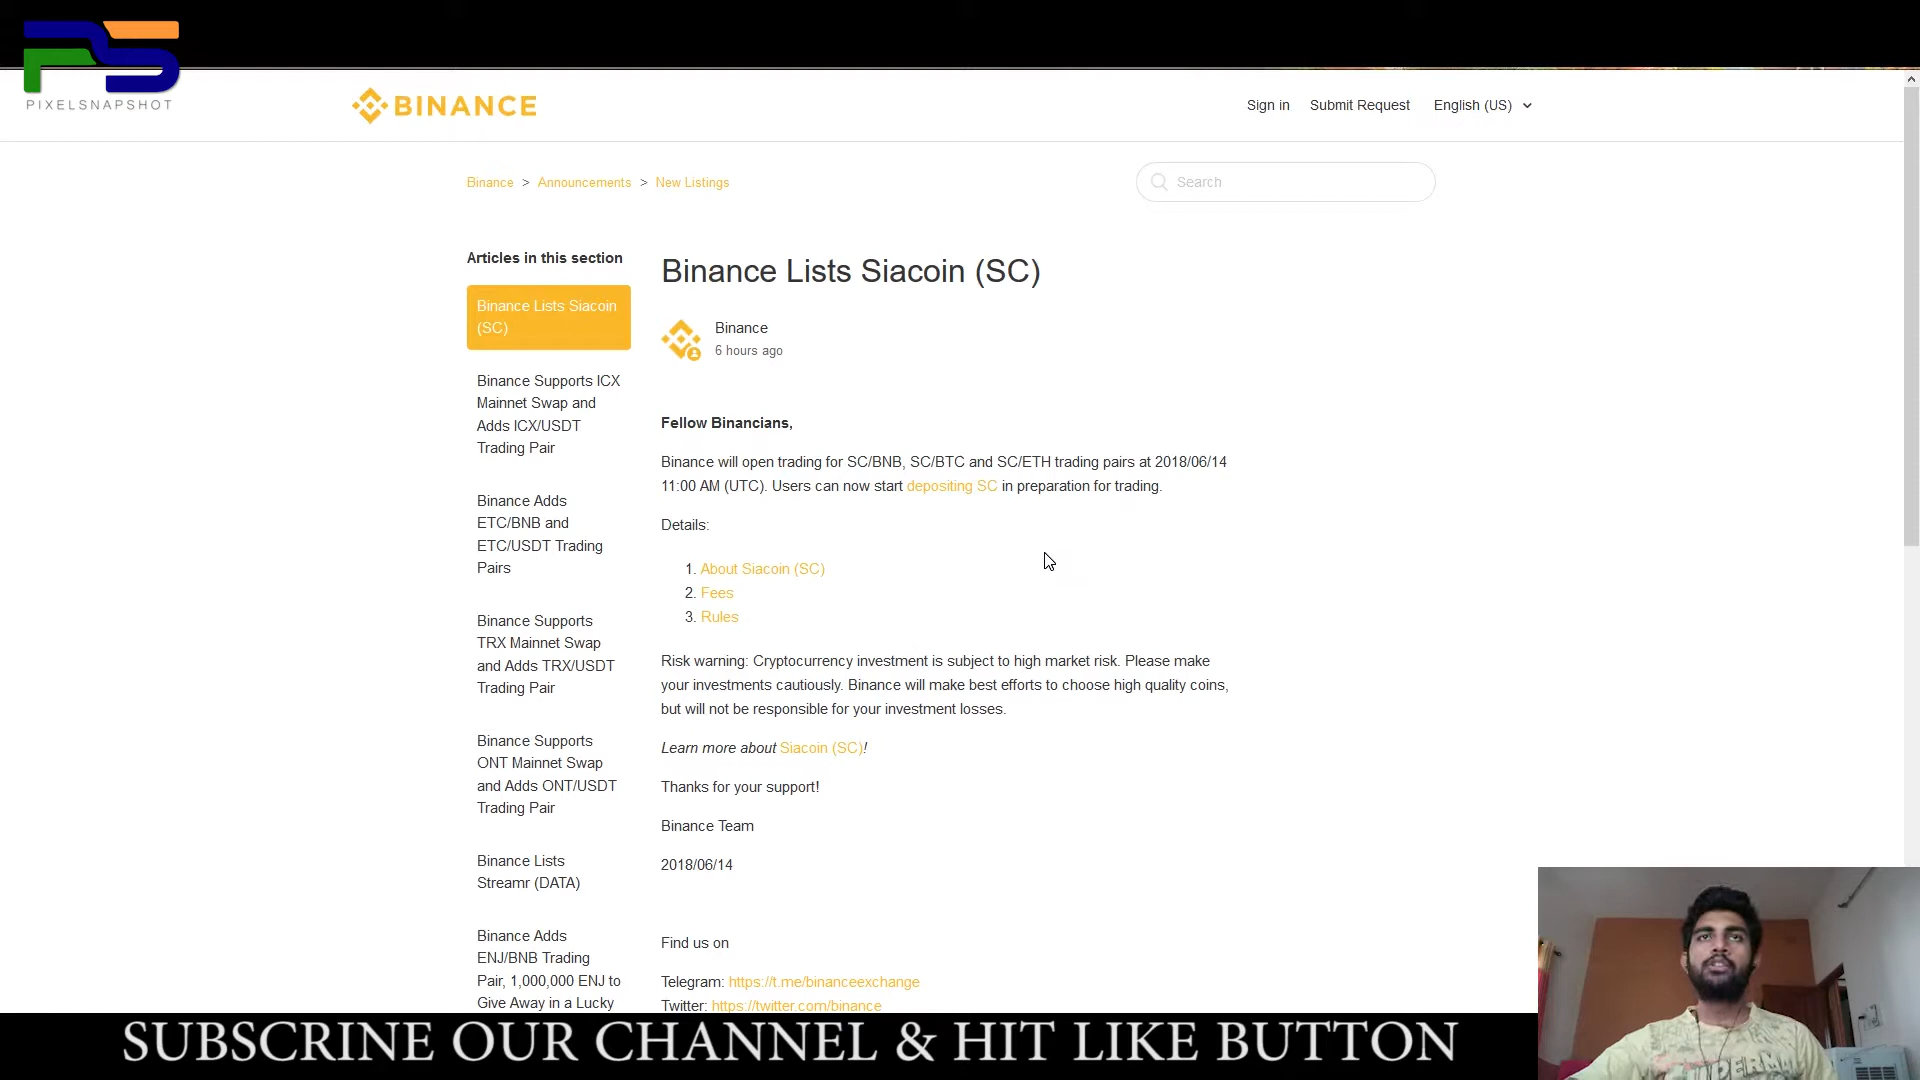 PIXELSNAPSHOT
BINANCE
Sign in
Submit Request
English (US)
Binance > Announcements > New Listings
Search
Articles in this section
Binance Lists Siacoin
(SC)
Binance Supports ICX
Mainnet Swap and
Adds ICX/USDT
Trading Pair
Binance Adds
ETC/BNB and
ETC/USDT Trading
Pairs
Binance Supports
TRX Mainnet Swap
and Adds TRX/USDT
Trading Pair
Binance Supports
ONT Mainnet Swap
and Adds ONT/USDT
Trading Pair
Binance Lists
Streamr (DATA)
Binance Adds
ENJ/BNB Trading
Pair, 1,000,000 ENJ to
Give Away in a Lucky
Binance Lists Siacoin (SC)
Binance
6 hours ago
Fellow Binancians,
Binance will open trading for SC/BNB, SC/BTC and SC/ETH trading pairs at 2018/06/14
11:00 AM (UTC). Users can now start depositing SC in preparation for trading.
Details:
1. About Siacoin (SC)
2. Fees
3. Rules
Risk warning: Cryptocurrency investment is subject to high market risk. Please make
your investments cautiously. Binance will make best efforts to choose high quality coins,
but will not be responsible for your investment losses.
Learn more about Siacoin (SC)!
Thanks for your support!
Binance Team
2018/06/14
Find us on
Telegram: https://t.me/binanceexchange
Twitter: https://twitter.com/binance
SUBSCRINE OUR CHANNEL & HIT LIKE BUTTON